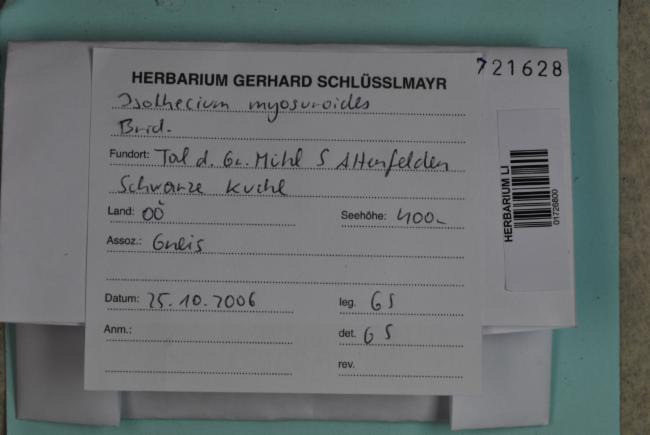 HERBARIUM GERHARD SCHLÜSSLMAYR
721628
Isothecium myosuroides
Brid.
Fundort: Tal d. Gr. Mühl S Altenfelden
Schwarze Kuchl
Land: OÖ Seehöhe: 400-
Assoz.: Gneis
Datum: 25.10.2006 leg. GS
Anm.: det. GS
rev.
HERBARIUM LI
01726800